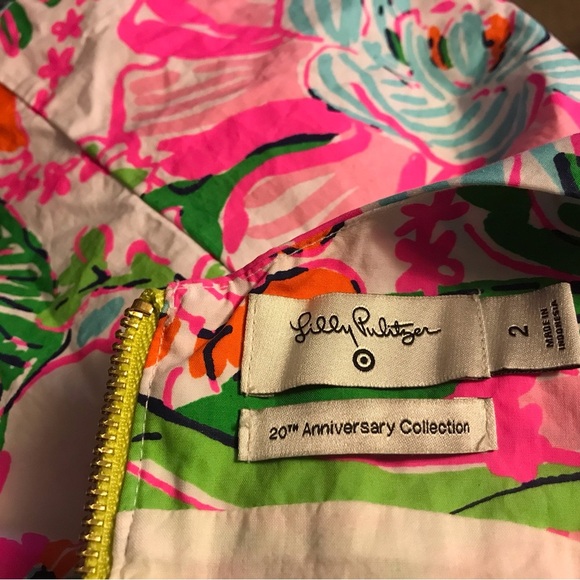 Lilly Pulitzer
2
MADE IN
INDONESIA
20TH Anniversary Collection